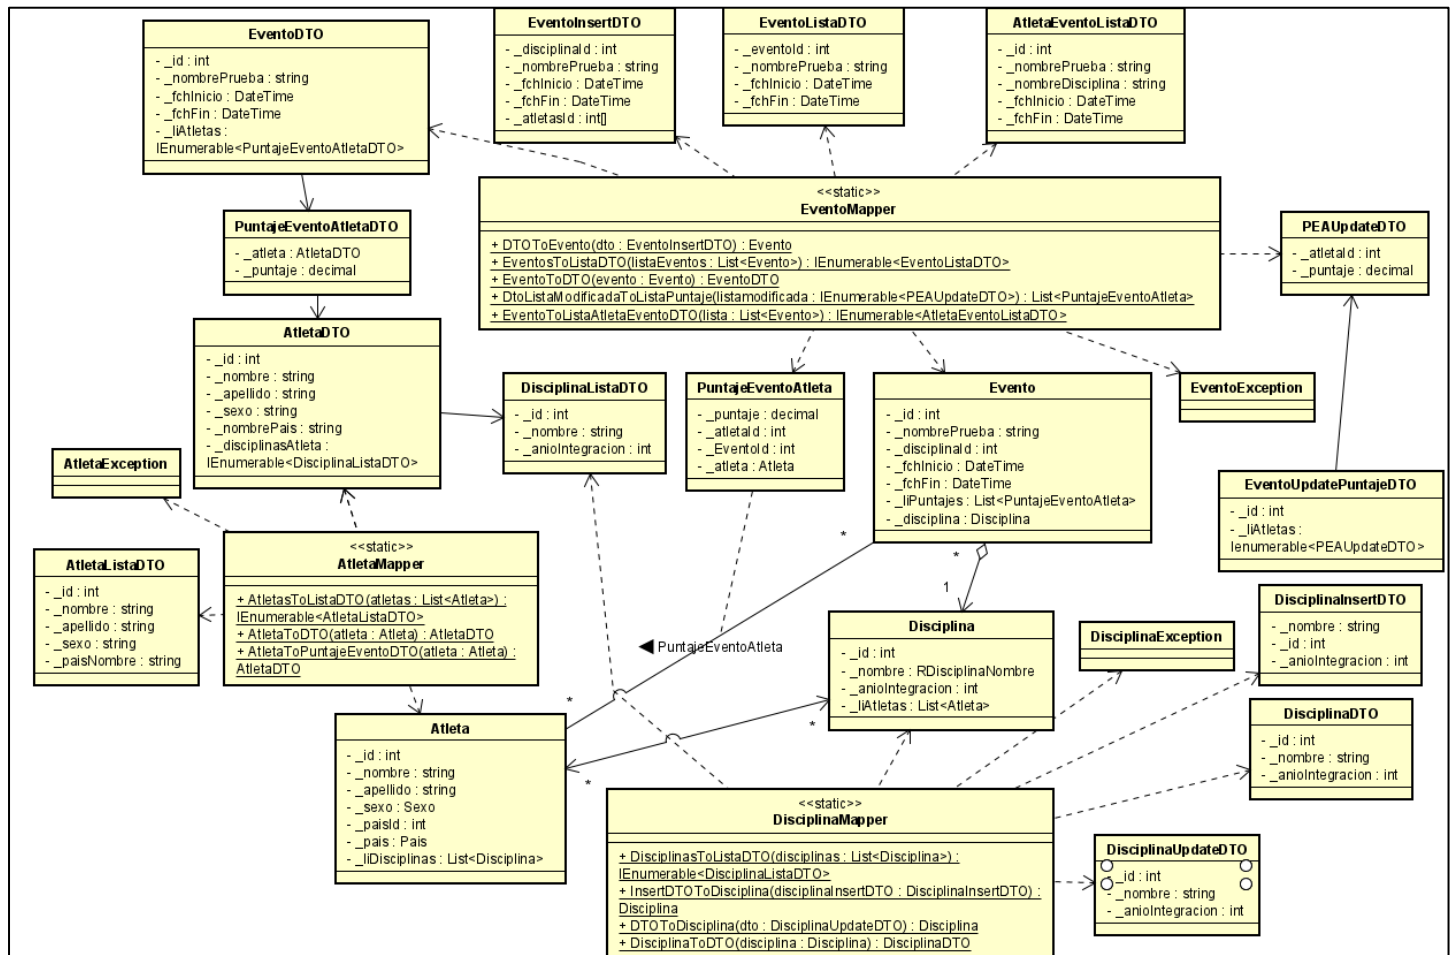 EventoDTO
- _id : int
- _nombrePrueba : string
- _fchInicio : DateTime
- _fchFin : DateTime
- _liAtletas :
IEnumerable<PuntajeEventoAtletaDTO>
EventoInsertDTO
- _disciplinaId : int
- _nombrePrueba : string
- _fchInicio : DateTime
- _fchFin : DateTime
- _atletasId : int[]
EventoListaDTO
- _eventoId : int
- _nombrePrueba : string
- _fchInicio : DateTime
- _fchFin : DateTime
AtletaEventoListaDTO
- _id : int
- _nombrePrueba : string
- _nombreDisciplina : string
- _fchInicio : DateTime
- _fchFin : DateTime
<<static>>
EventoMapper
+ DTOToEvento(dto : EventoInsertDTO) : Evento
+ EventosToListaDTO(listaEventos : List<Evento>) : IEnumerable<EventoListaDTO>
+ EventoToDTO(evento : Evento) : EventoDTO
+ DtoListaModificadaToListaPuntaje(listamodificada : IEnumerable<PEAUpdateDTO>) : List<PuntajeEventoAtleta>
+ EventoToListaAtletaEventoDTO(lista : List<Evento>) : IEnumerable<AtletaEventoListaDTO>
PuntajeEventoAtletaDTO
- _atleta : AtletaDTO
- _puntaje : decimal
PEAUpdateDTO
- _atletaId : int
- _puntaje : decimal
AtletaDTO
- _id : int
- _nombre : string
- _apellido : string
- _sexo : string
- _nombrePais : string
- _disciplinasAtleta :
IEnumerable<DisciplinaListaDTO>
DisciplinaListaDTO
- _id : int
- _nombre : string
- _anioIntegracion : int
PuntajeEventoAtleta
- _puntaje : decimal
- _atletaId : int
- _EventoId : int
- _atleta : Atleta
Evento
- _id : int
- _nombrePrueba : string
- _disciplinaId : int
- _fchInicio : DateTime
- _fchFin : DateTime
- _liPuntajes : List<PuntajeEventoAtleta>
- _disciplina : Disciplina
EventoException
AtletaException
EventoUpdatePuntajeDTO
- _id : int
- _liAtletas :
Ienumerable<PEAUpdateDTO>
<<static>>
AtletaMapper
+ AtletasToListaDTO(atletas : List<Atleta>) :
IEnumerable<AtletaListaDTO>
+ AtletaToDTO(atleta : Atleta) : AtletaDTO
+ AtletaToPuntajeEventoDTO(atleta : Atleta) :
AtletaDTO
AtletaListaDTO
- _id : int
- _nombre : string
- _apellido : string
- _sexo : string
- _paisNombre : string
*
*
1
◀ PuntajeEventoAtleta
*
*
*
Disciplina
- _id : int
- _nombre : RDisciplinaNombre
- _anioIntegracion : int
- _liAtletas : List<Atleta>
DisciplinaException
DisciplinaInsertDTO
- _nombre : string
- _id : int
- _anioIntegracion : int
DisciplinaDTO
- _id : int
- _nombre : string
- _anioIntegracion : int
Atleta
- _id : int
- _nombre : string
- _apellido : string
- _sexo : Sexo
- _paisId : int
- _pais : Pais
- _liDisciplinas : List<Disciplina>
<<static>>
DisciplinaMapper
+ DisciplinasToListaDTO(disciplinas : List<Disciplina>) :
IEnumerable<DisciplinaListaDTO>
+ InsertDTOToDisciplina(disciplinaInsertDTO : DisciplinaInsertDTO) :
Disciplina
+ DTOToDisciplina(dto : DisciplinaUpdateDTO) : Disciplina
+ DisciplinaToDTO(disciplina : Disciplina) : DisciplinaDTO
DisciplinaUpdateDTO
- _id : int
- _nombre : string
- _anioIntegracion : int